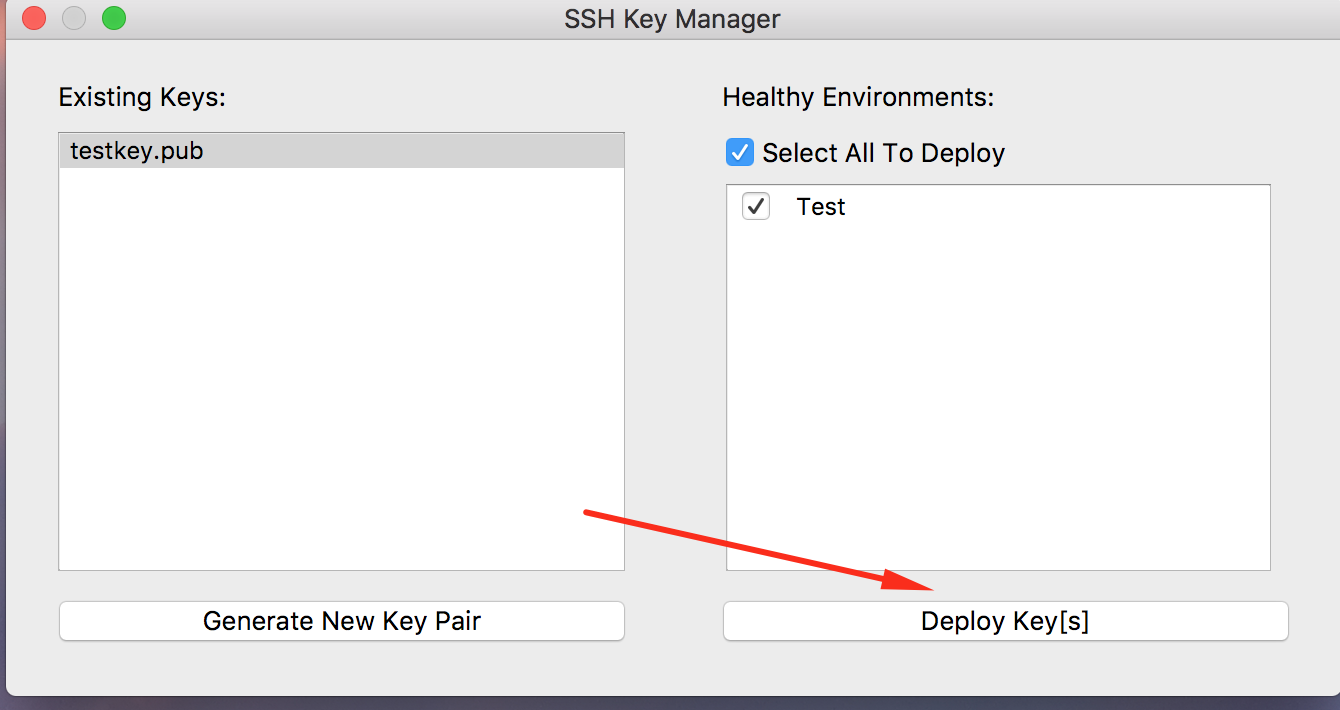 SSH Key Manager
Existing Keys:
testkey.pub
Generate New Key Pair
Healthy Environments:
Select All To Deploy
Test
Deploy Key[s]